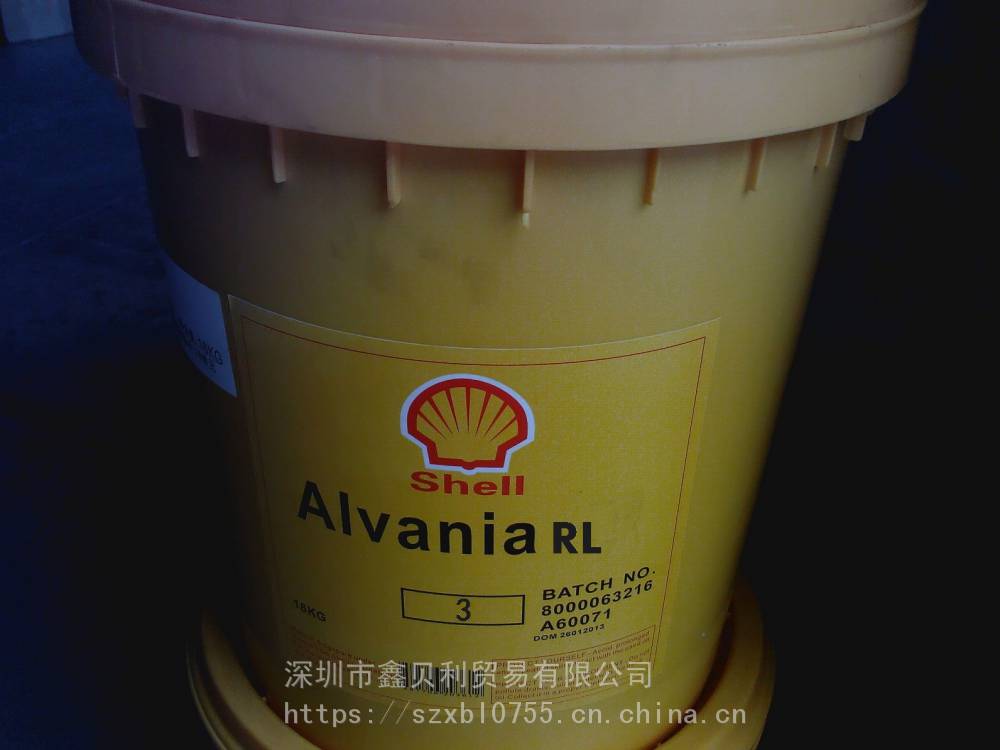 Shell
Alvania RL
18KG
3
BATCH NO.
8000063216
A60071
DOM 26012013
深圳市鑫贝利贸易有限公司
https://szxbl0755.cn.china.cn